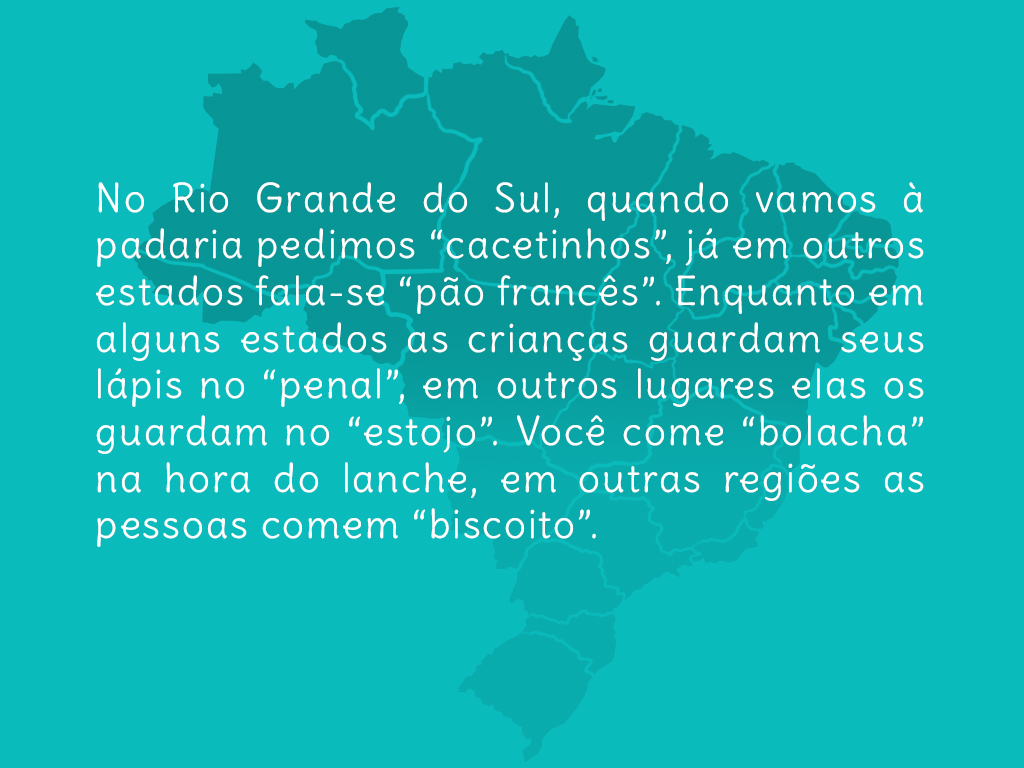 No Rio Grande do Sul, quando vamos à
padaria pedimos “cacetinhos”, já em outros
estados fala-se “pão francês”. Enquanto em
alguns estados as crianças guardam seus
lápis no “penal”, em outros lugares elas os
guardam no “estojo”. Você come “bolacha”
na hora do lanche, em outras regiões as
pessoas comem “biscoito”.